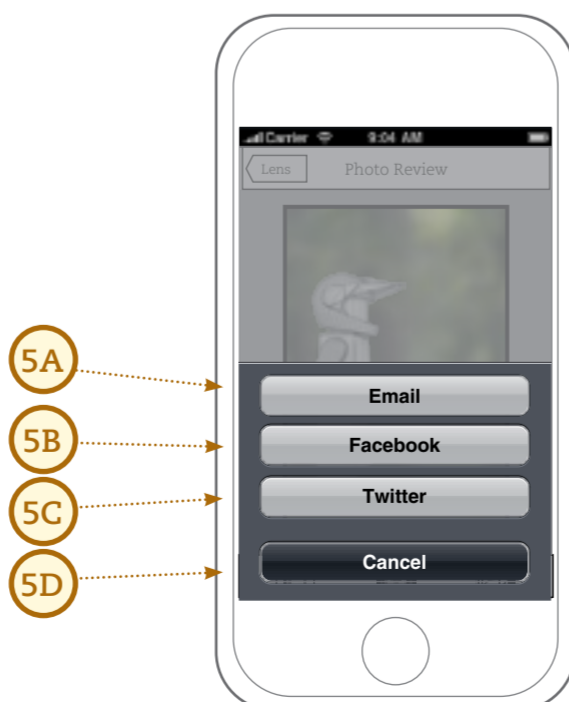 Carrier 9:04 AM
Lens Photo Review
5A
Email
5B
Facebook
5C
Twitter
5D
Cancel